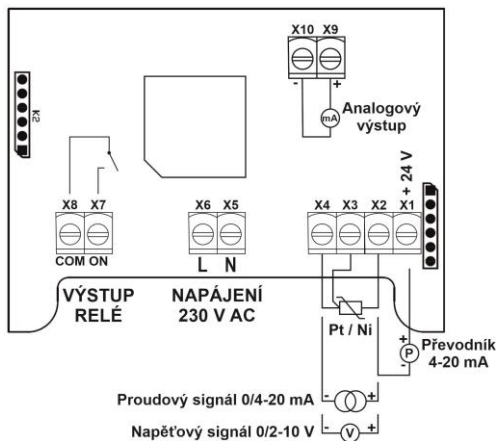 X10 X9
- +
mA
Analogový
výstup
K2
+ 24 V
X8 X7
X6 X5
X4 X3 X2 X1
COM ON
L N
VÝSTUP
RELÉ
NAPÁJENÍ
230 V AC
Pt / Ni
+
P
-
Převodník
4-20 mA
Proudový signál 0/4-20 mA
- +
Napěťový signál 0/2-10 V
- V +